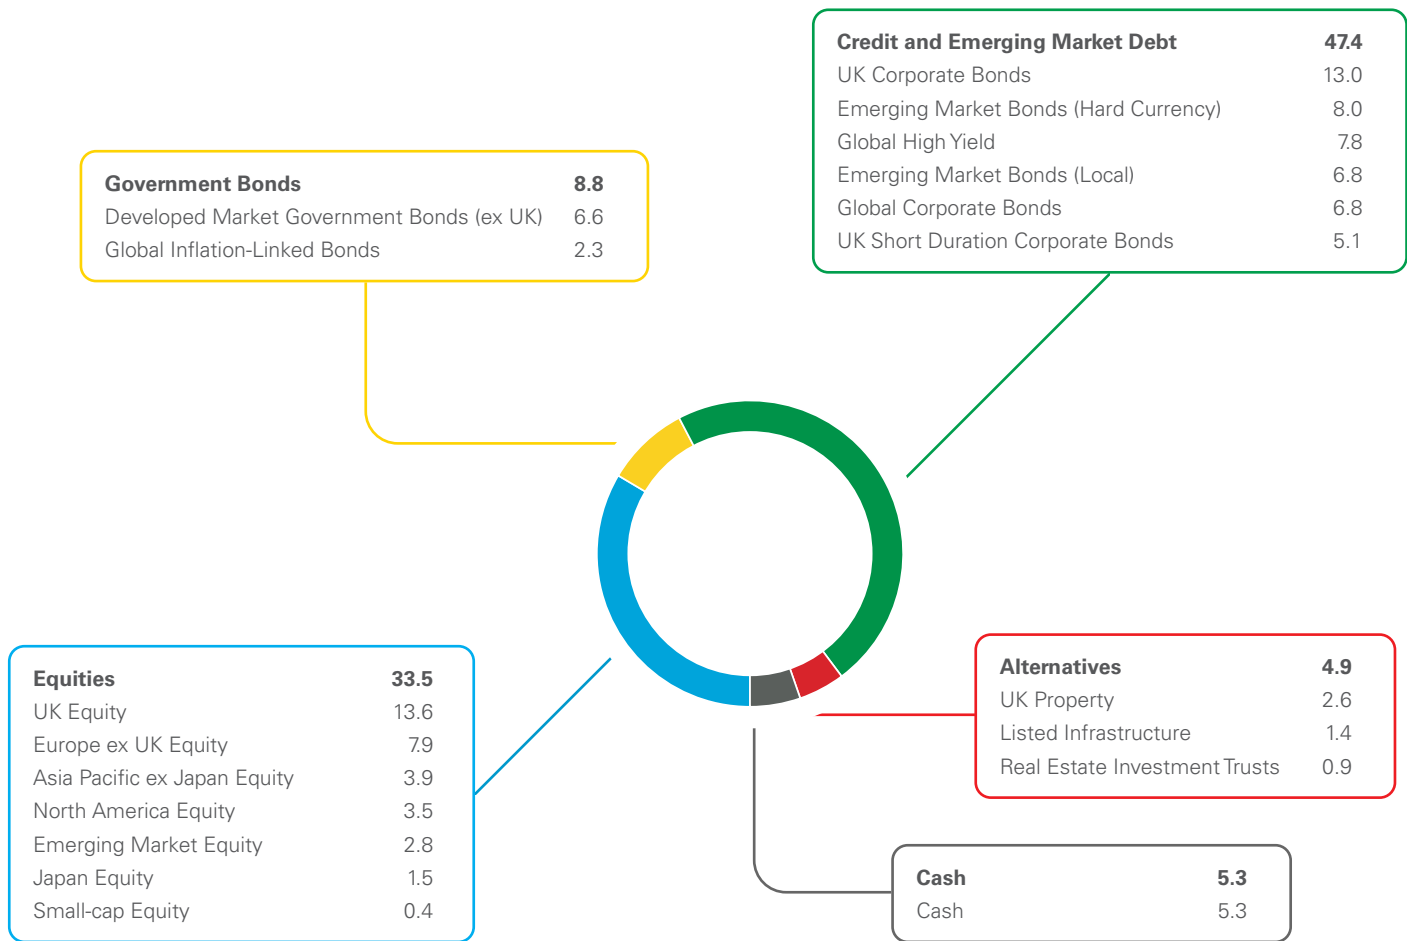 Credit and Emerging Market Debt 47.4
UK Corporate Bonds 13.0
Emerging Market Bonds (Hard Currency) 8.0
Global High Yield 7.8
Emerging Market Bonds (Local) 6.8
Global Corporate Bonds 6.8
UK Short Duration Corporate Bonds 5.1
Government Bonds 8.8
Developed Market Government Bonds (ex UK) 6.6
Global Inflation-Linked Bonds 2.3
Equities 33.5
UK Equity 13.6
Europe ex UK Equity 7.9
Asia Pacific ex Japan Equity 3.9
North America Equity 3.5
Emerging Market Equity 2.8
Japan Equity 1.5
Small-cap Equity 0.4
Alternatives 4.9
UK Property 2.6
Listed Infrastructure 1.4
Real Estate Investment Trusts 0.9
Cash 5.3
Cash 5.3